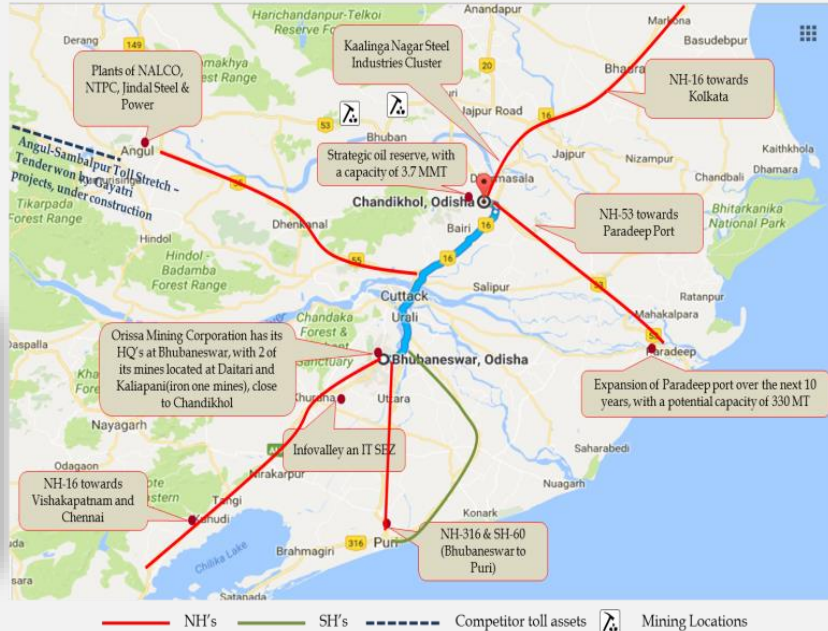 Harichandanpur-Telkoi
Reserve Forest
Anandapur
Markona
Basudebpur
Derang
149
Kaalinga Nagar Steel
Industries Cluster
20
Plants of NALCO,
NTPC, Jindal Steel &
Power
NH-16 towards
Kolkata
Forest Range
53
Jajpur Road
16
Bhuban
Jajpur
Nizampur
Kaithkhola
Dhamara
Chandbali
Angul
Strategic oil reserve, with
a capacity of 3.7 MMT
Angul-Sambalpur Toll Stretch –
Tender won by Gayatri
projects, under construction
Chandikhol, Odisha
NH-53 towards
Paradeep Port
Bhitarkanika
National Park
Tikarpada
Forest Range
Hindol
Dhenkanal
Bairi
16
16
Hindol -
Badamba
Forest Range
55
Cuttack
Salipur
Urali
Ratanpur
Mahakalpara
Daspalla
Chandaka
Forest &
Paradeep
Orissa Mining Corporation has its
HQ's at Bhubaneswar, with 2 of
its mines located at Daitari and
Kaliapani(iron one mines), close
to Chandikhol
Bhubaneswar, Odisha
Expansion of Paradeep port over the next 10
years, with a potential capacity of 330 MT
Uttara
Nayagarh
Infovalley an IT SEZ
Saharabedi
Odagaon
Nirakarpur
Nuagarh
NH-16 towards
Vishakapatnam and
Chennai
Tangi
Konark
Puri
316
Brahmagiri
NH-316 & SH-60
(Bhubaneswar to
Puri)
Chilika Lake
Satanada
NH's
SH's
Competitor toll assets
Mining Locations